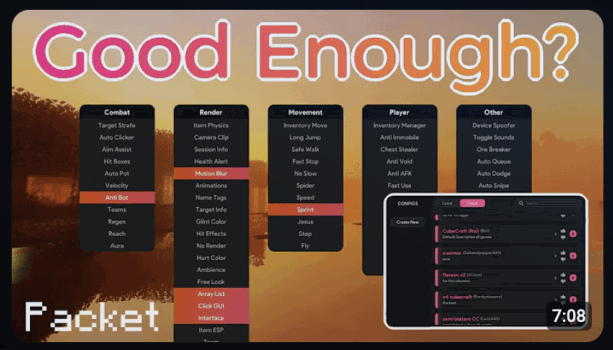 Good Enough?
Combat
Target Strafe
Auto Clicker
Aim Assist
Hit Boxes
Auto Pot
Velocity
Anti Bot
Teams
Regen
Reach
Aura
Render
Item Physics
Camera Clip
Session Info
Health Alert
Motion Blur
Animations
Name Tags
Target Info
Glint Color
Hit Effects
No Render
Hurt Color
Ambience
Free Look
Array List
Click GUI
Interface
Item ESP
Movement
Inventory Move
Long Jump
Safe Walk
Fast Stop
No Slow
Spider
Speed
Sprint
Jesus
Step
Fly
Player
Inventory Manager
Anti Immobile
Chest Stealer
Anti Void
Anti AFK
Fast Use
Other
Device Spoofer
Toggle Sounds
Ore Breaker
Auto Queue
Auto Dodge
Auto Snipe
CONFIGS
Create New
Packet
7:08